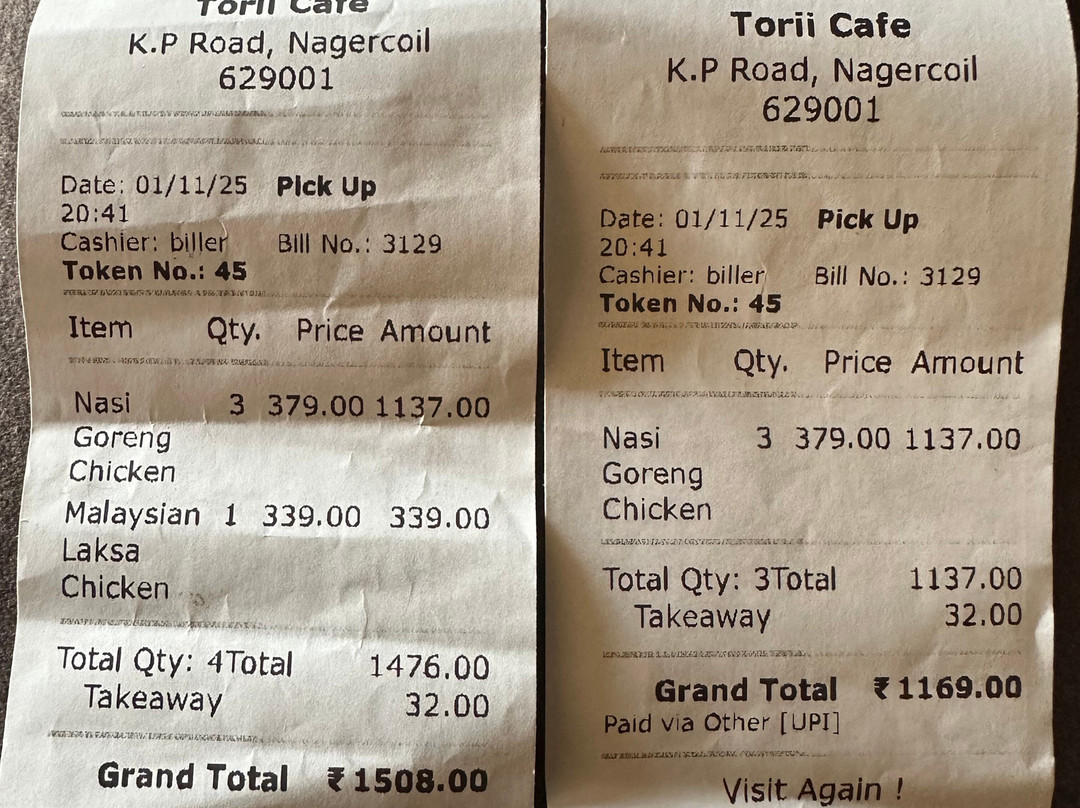 Torii Cafe
K.P Road, Nagercoil
629001
Date: 01/11/25 Pick Up
20:41
Cashier: biller Bill No.: 3129
Token No.: 45
Item Qty. Price Amount
Nasi 3 379.00 1137.00
Goreng
Chicken
Malaysian 1 339.00 339.00
Laksa
Chicken
Total Qty: 4Total 1476.00
Takeaway 32.00
Grand Total ₹1508.00
Torii Cafe
K.P Road, Nagercoil
629001
Date: 01/11/25 Pick Up
20:41
Cashier: biller Bill No.: 3129
Token No.: 45
Item Qty. Price Amount
Nasi 3 379.00 1137.00
Goreng
Chicken
Total Qty: 3Total 1137.00
Takeaway 32.00
Grand Total ₹1169.00
Paid via Other [UPI]
Visit Again !